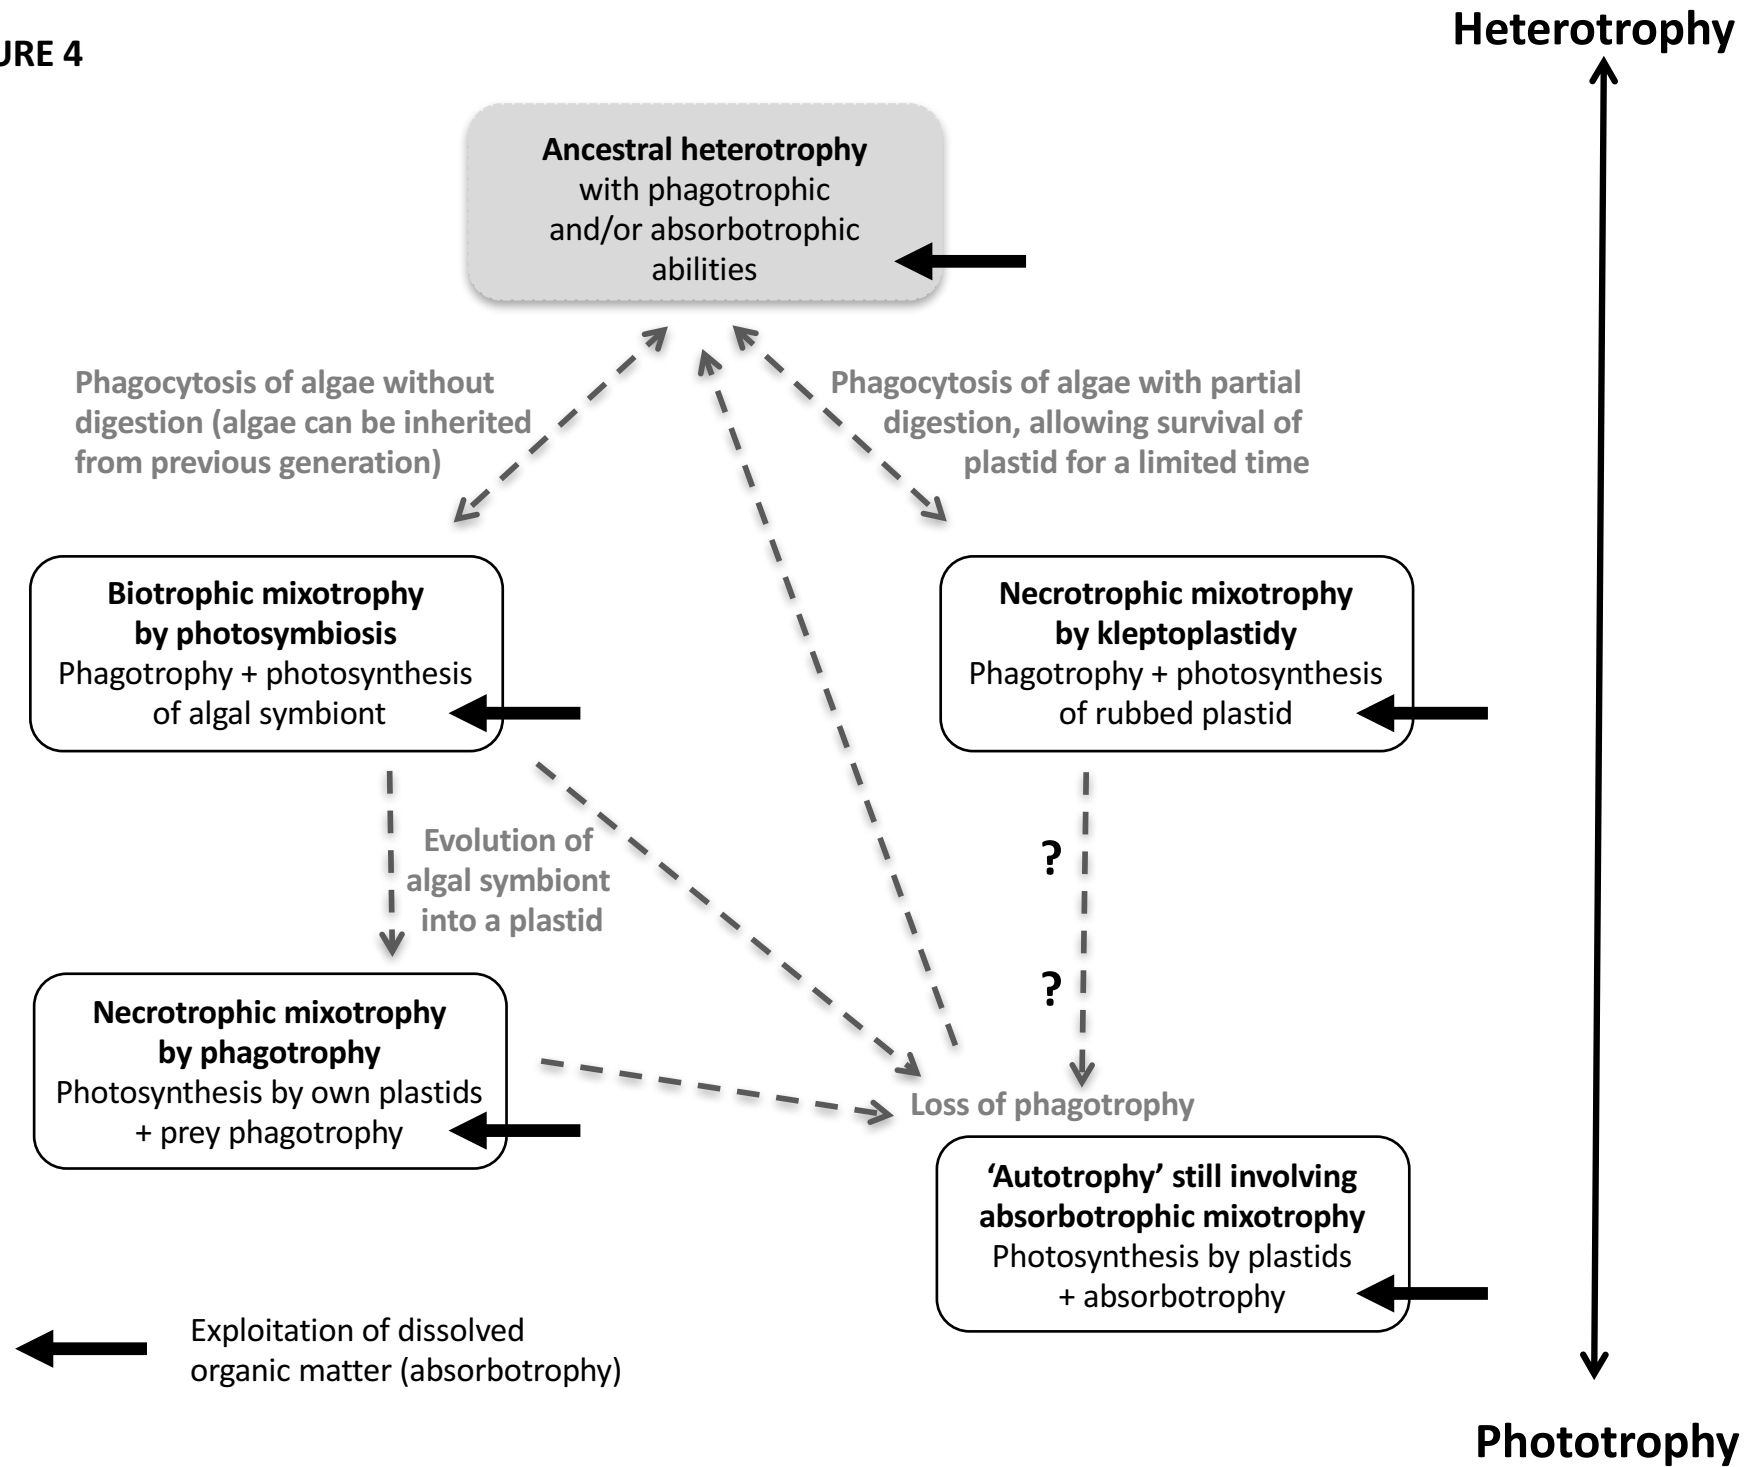 URE 4
Heterotrophy
Ancestral heterotrophy
with phagotrophic
and/or absorbotrophic
abilities
Phagocytosis of algae without
digestion (algae can be inherited
from previous generation)
Phagocytosis of algae with partial
digestion, allowing survival of
plastid for a limited time
Biotrophic mixotrophy
by photosymbiosis
Phagotrophy + photosynthesis
of algal symbiont
Necrotrophic mixotrophy
by kleptoplastidy
Phagotrophy + photosynthesis
of rubbed plastid
Evolution of
algal symbiont
into a plastid
?
?
Necrotrophic mixotrophy
by phagotrophy
Photosynthesis by own plastids
+ prey phagotrophy
Loss of phagotrophy
‘Autotrophy’ still involving
absorbotrophic mixotrophy
Photosynthesis by plastids
+ absorbotrophy
Exploitation of dissolved
organic matter (absorbotrophy)
Phototrophy